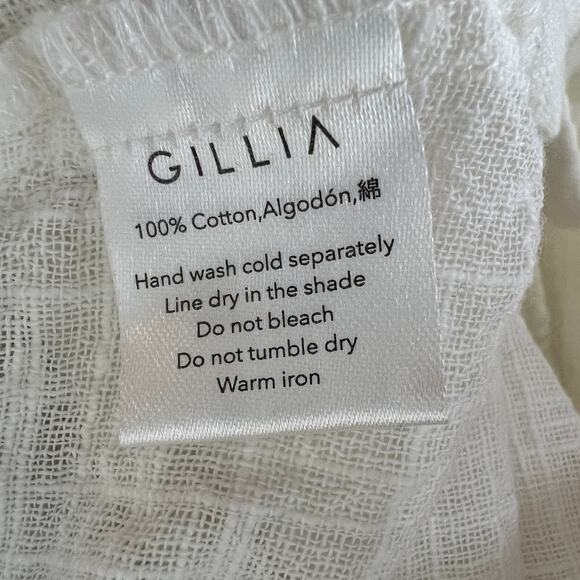 GILLIA
100% Cotton,Algodón,綿
Hand wash cold separately
Line dry in the shade
Do not bleach
Do not tumble dry
Warm iron